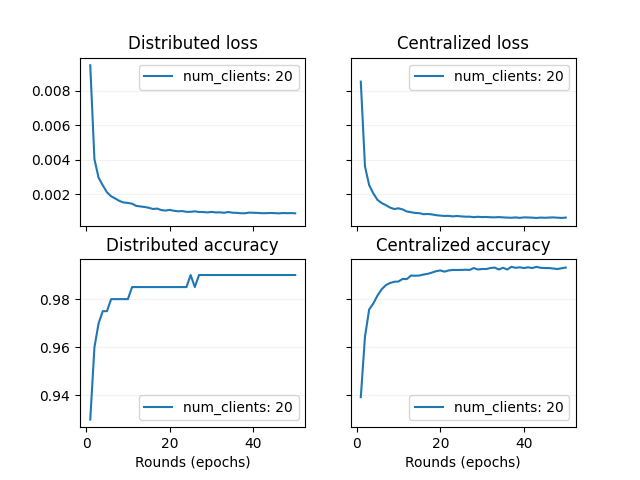 Distributed loss
Centralized loss
num_clients: 20
num_clients: 20
0.008
0.006
0.004
0.002
Distributed accuracy
Centralized accuracy
0.98
0.96
0.94
num_clients: 20
num_clients: 20
0
20
40
0
20
40
Rounds (epochs)
Rounds (epochs)